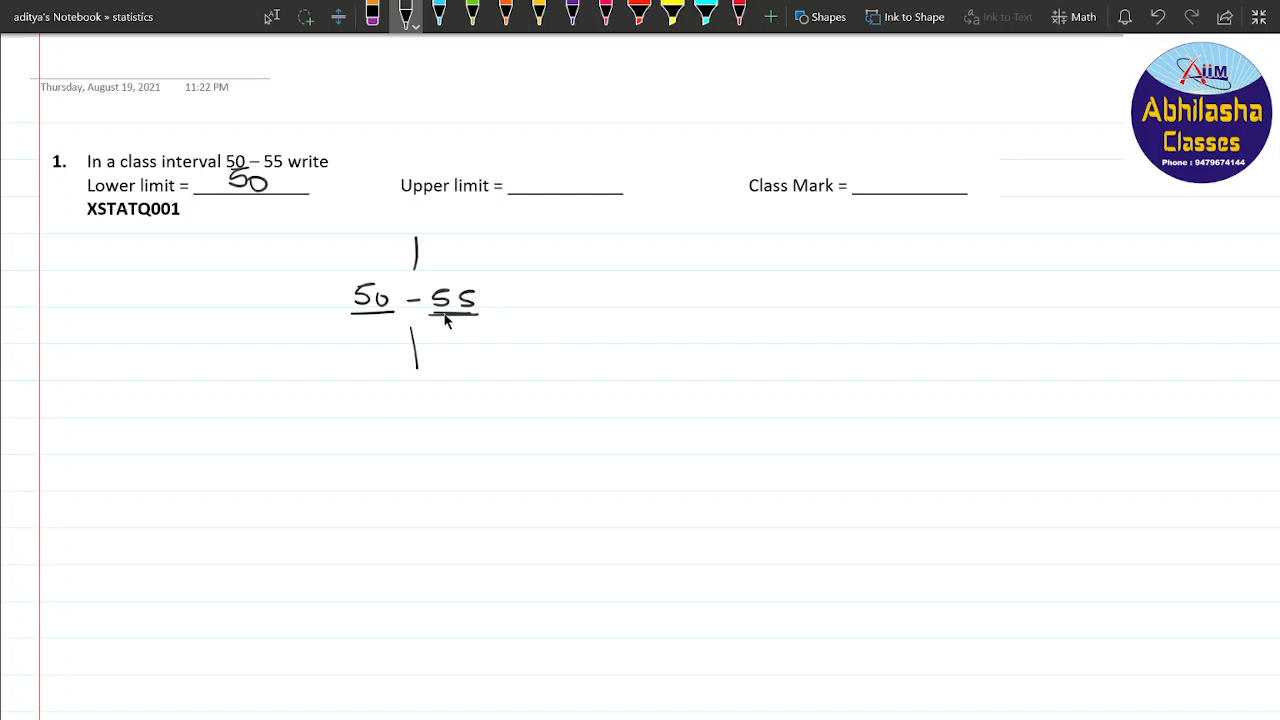 aditya's Notebook » statistics
Shapes
Ink to Shape
Ink to Text
Math
Thursday, August 19, 2021 11:22 PM
AiiM
Abhilasha
Classes
Phone : 9479674144
1. In a class interval 50 – 55 write
Lower limit = 50 Upper limit = ____________ Class Mark = ____________
XSTATQ001
50 - 55